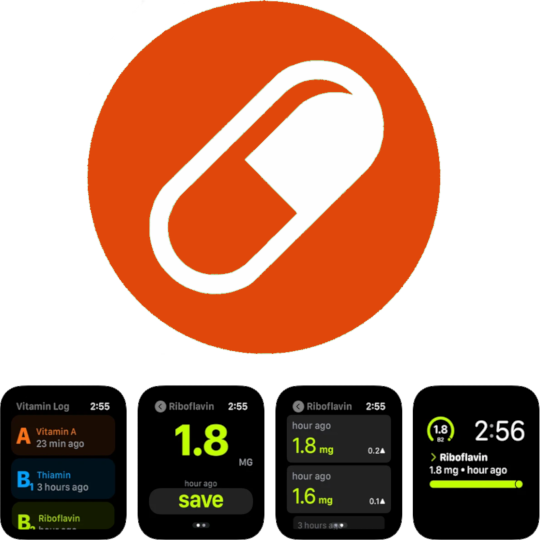 Vitamin Log 2:55
A Vitamin A
23 min ago
B1 Thiamin
3 hours ago
Riboflavin
hour ago
Riboflavin 2:55
1.8
MG
hour ago
save
Riboflavin 2:55
hour ago
1.8 mg 0.2▲
hour ago
1.6 mg 0.1▲
3 hours
1.8
B2
2:56
Riboflavin
1.8 mg • hour ago